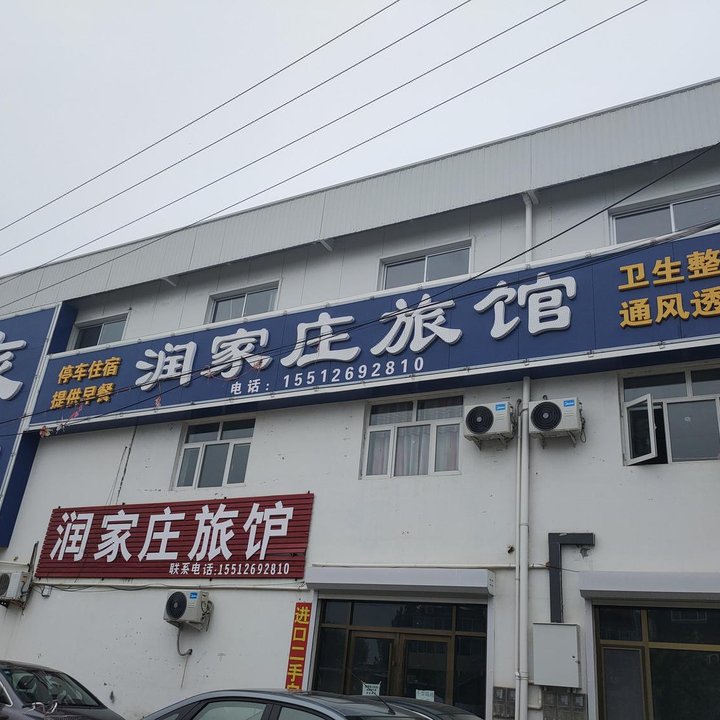 停车住宿
提供早餐
润家庄旅馆
电话：15512692810
卫生整
通风透
润家庄旅馆
联系电话:15512692810
进口二手